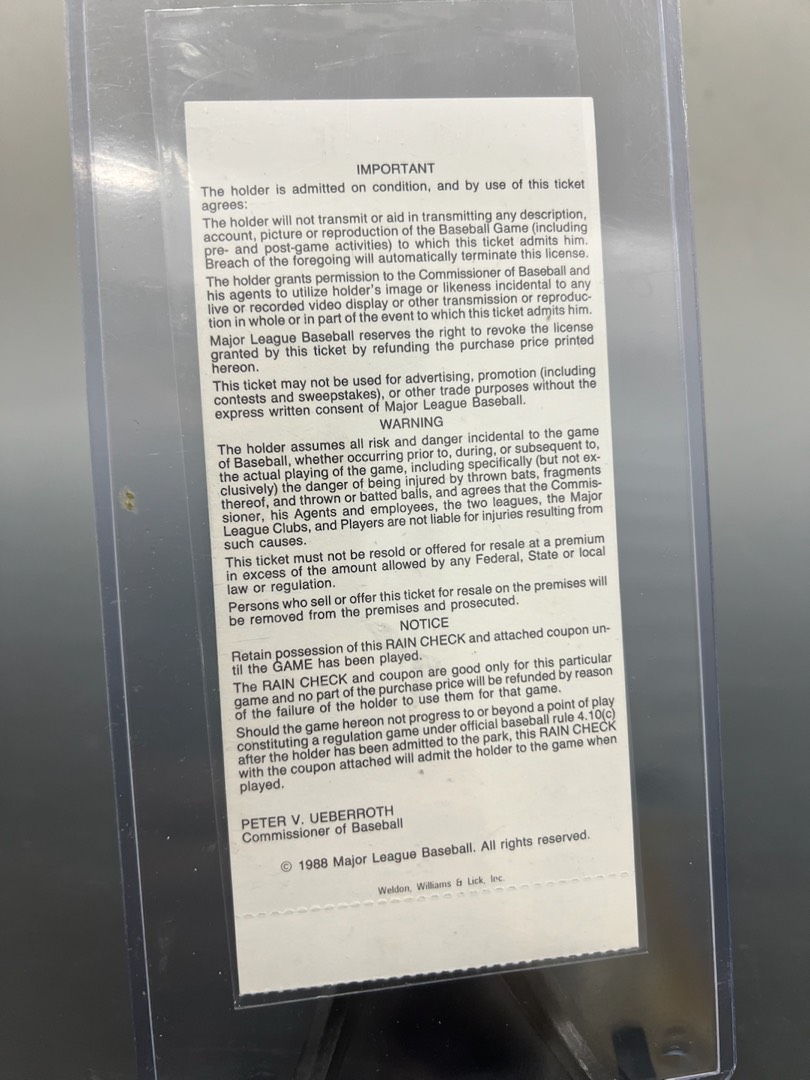 IMPORTANT
The holder is admitted on condition, and by use of this ticket
agrees:
The holder will not transmit or aid in transmitting any description,
account, picture or reproduction of the Baseball Game (including
pre- and post-game activities) to which this ticket admits him.
Breach of the foregoing will automatically terminate this license.
The holder grants permission to the Commissioner of Baseball and
his agents to utilize holder's image or likeness incidental to any
live or recorded video display or other transmission or reproduc-
tion in whole or in part of the event to which this ticket admits him.
Major League Baseball reserves the right to revoke the license
granted by this ticket by refunding the purchase price printed
hereon.
This ticket may not be used for advertising, promotion (including
contests and sweepstakes), or other trade purposes without the
express written consent of Major League Baseball.
WARNING
The holder assumes all risk and danger incidental to the game
of Baseball, whether occurring prior to, during, or subsequent to,
the actual playing of the game, including specifically (but not ex-
clusively) the danger of being injured by thrown bats, fragments
thereof, and thrown or batted balls, and agrees that the Commis-
sioner, his Agents and employees, the two leagues, the Major
League Clubs, and Players are not liable for injuries resulting from
such causes.
This ticket must not be resold or offered for resale at a premium
in excess of the amount allowed by any Federal, State or local
law or regulation.
Persons who sell or offer this ticket for resale on the premises will
be removed from the premises and prosecuted.
NOTICE
Retain possession of this RAIN CHECK and attached coupon un-
til the GAME has been played.
The RAIN CHECK and coupon are good only for this particular
game and no part of the purchase price will be refunded by reason
of the failure of the holder to use them for that game.
Should the game hereon not progress to or beyond a point of play
constituting a regulation game under official baseball rule 4.10(c)
after the holder has been admitted to the park, this RAIN CHECK
with the coupon attached will admit the holder to the game when
played.
PETER V. UEBERROTH
Commissioner of Baseball
© 1988 Major League Baseball. All rights reserved.
Weldon, Williams & Lick, Inc.